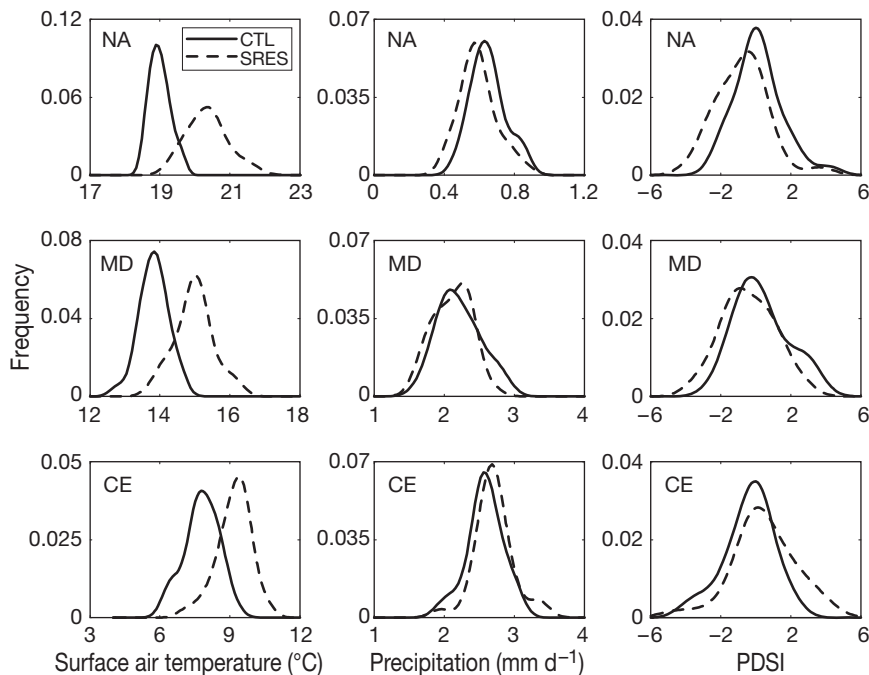 0.12
0.06
0
NA
CTL
SRES
17 19 21 23
0.07
0.035
0
NA
0 0.4 0.8 1.2
0.04
0.02
0
NA
−6 −2 2 6
Frequency
0.08
0.04
0
MD
12 14 16 18
0.07
0.035
0
MD
1 2 3 4
0.04
0.02
0
MD
−6 −2 2 6
0.05
0.025
0
CE
3 6 9 12
Surface air temperature (°C)
0.07
0.035
0
CE
1 2 3 4
Precipitation (mm d⁻¹)
0.04
0.02
0
CE
−6 −2 2 6
PDSI